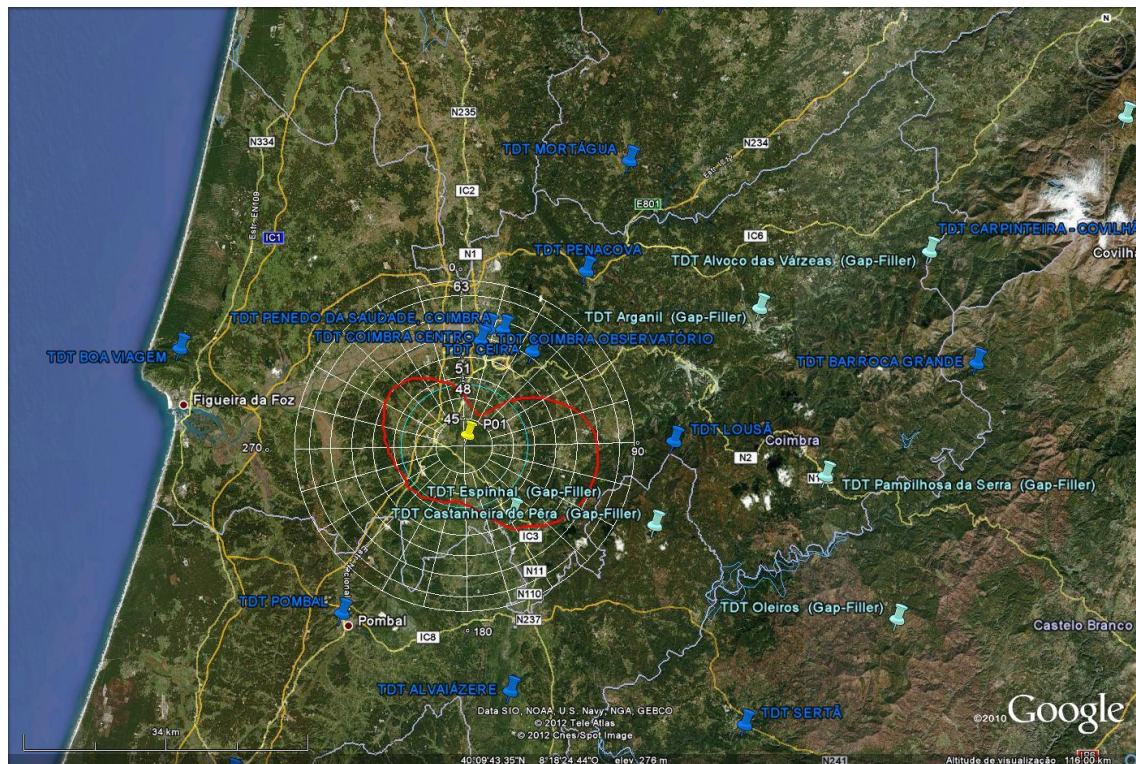 N
N235
N334
TDT MORTÁGUA
N234
Estr. EN109
IC2
E801
IC1
IC6
TDT CARPINTEIRA - COVILHÃ
N1
TDT PENACOVA
TDT Alvoco das Várzeas (Gap-Filler)
Covilhã
0 º
63
TDT PENEDO DA SAUDADE, COIMBRA
TDT Arganil (Gap-Filler)
TDT COIMBRA CENTRO
TDT COIMBRA OBSERVATÓRIO
TDT CEIRA
TDT BOA VIAGEM
TDT BARROCA GRANDE
51
48
Figueira da Foz
45
P01
TDT LOUSÃ
Coimbra
270 º
90 º
N2
TDT Espinhal (Gap-Filler)
TDT Pampilhosa da Serra (Gap-Filler)
TDT Castanheira de Pêra (Gap-Filler)
IC3
N11
N110
TDT POMBAL
TDT Oleiros (Gap-Filler)
N237
Pombal
º 180
IC8
Castelo Branco
TDT ALVAIÁZERE
Data SIO, NOAA, U.S. Navy, NGA, GEBCO
© 2012 Tele Atlas
© 2012 Cnes/Spot Image
TDT SERTÃ
©2010 Google
34 km
40º09'43.35"N 8º18'24.44"O elev 276 m
N241
Altitude de visualização 116.00 km